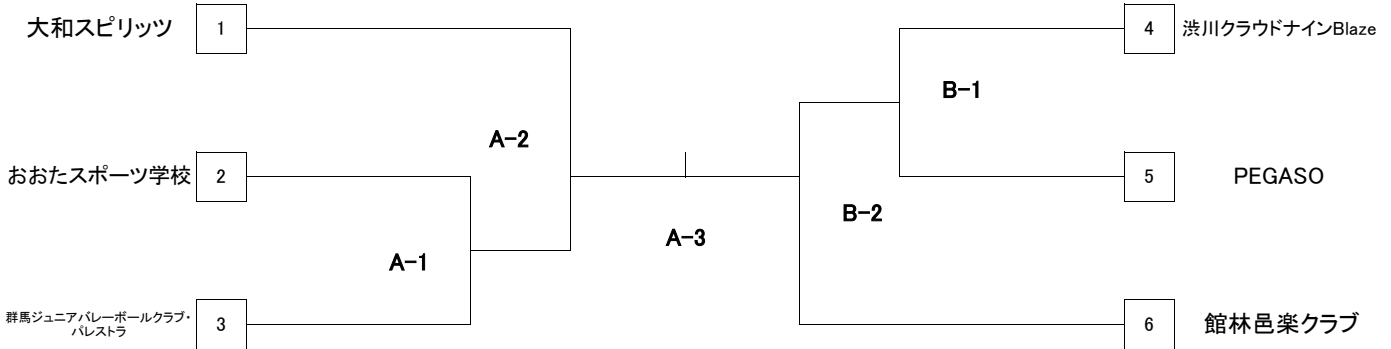 大和スピリッツ 1
4 渋川クラウドナインBlaze
B-1
A-2
おおたスポーツ学校 2
5 PEGASO
B-2
A-3
A-1
群馬ジュニアバレーボールクラブ・
パレストラ
3
6 館林邑楽クラブ